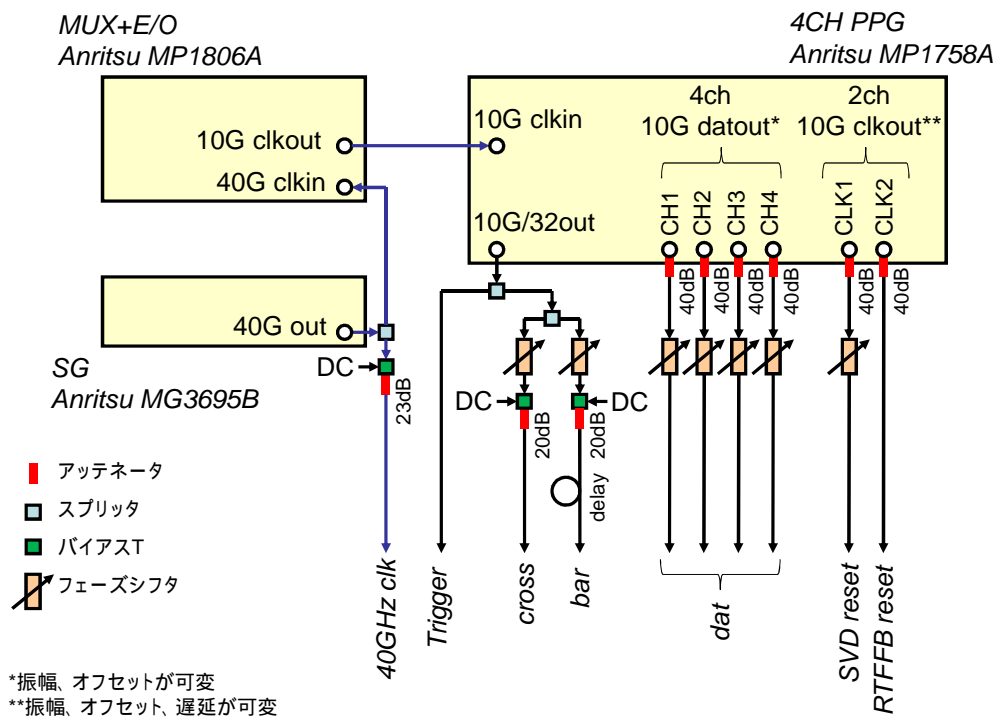 MUX+E/O
Anritsu MP1806A
4CH PPG
Anritsu MP1758A
10G clkout
40G clkin
10G clkin
4ch
10G datout*
2ch
10G clkout**
CH1
CH2
CH3
CH4
CLK1
CLK2
10G/32out
40dB
40dB
40dB
40dB
40dB
40dB
40G out
SG
Anritsu MG3695B
DC
23dB
DC
DC
20dB
20dB
delay
アッテネータ
スプリッタ
バイアスT
フェーズシフタ
40GHz clk
Trigger
cross
bar
dat
SVD reset
RTFFB reset
*振幅、オフセットが可変
**振幅、オフセット、遅延が可変